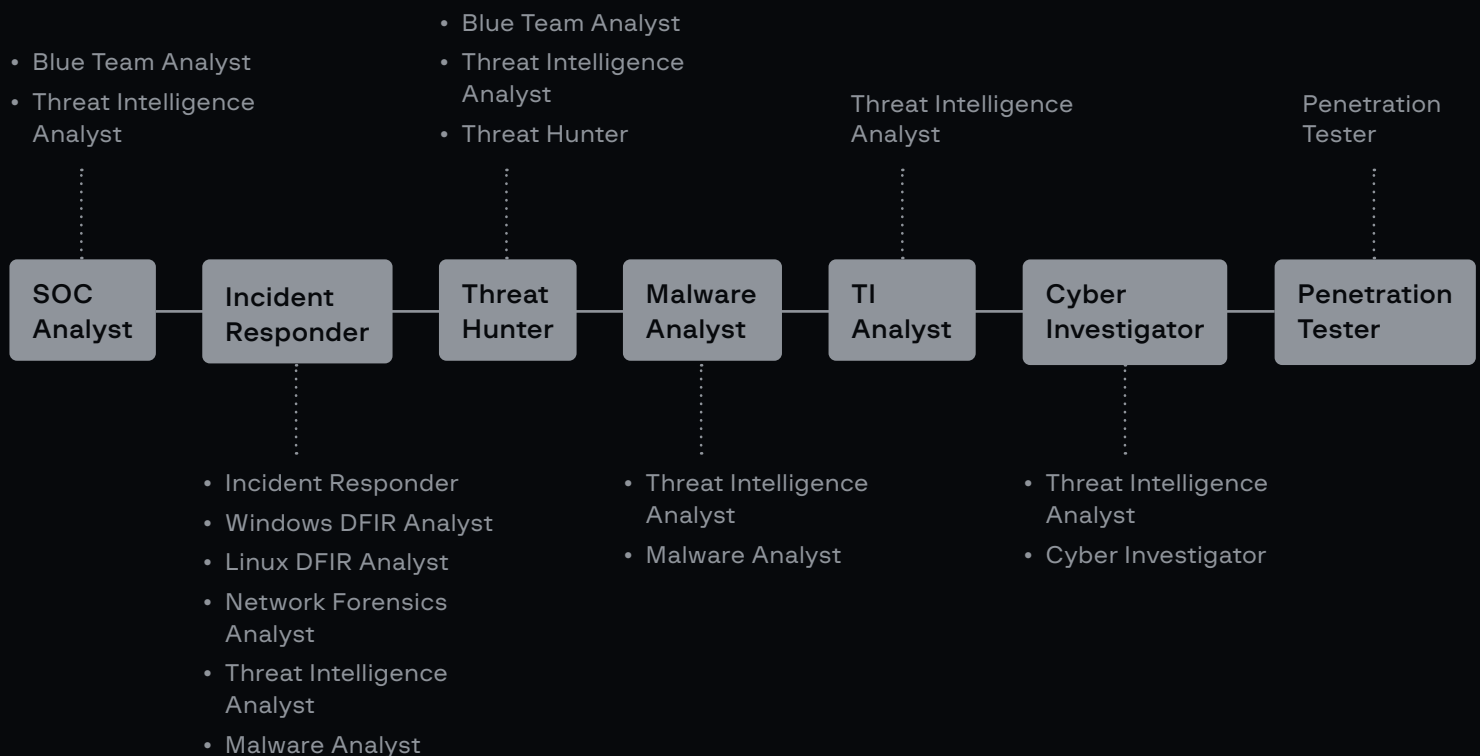 • Blue Team Analyst
• Threat Intelligence
Analyst
• Blue Team Analyst
• Threat Intelligence
Analyst
• Threat Hunter
Threat Intelligence
Analyst
Penetration
Tester
SOC
Analyst
Incident
Responder
Threat
Hunter
Malware
Analyst
TI
Analyst
Cyber
Investigator
Penetration
Tester
• Incident Responder
• Windows DFIR Analyst
• Linux DFIR Analyst
• Network Forensics
Analyst
• Threat Intelligence
Analyst
• Malware Analyst
• Threat Intelligence
Analyst
• Malware Analyst
• Threat Intelligence
Analyst
• Cyber Investigator